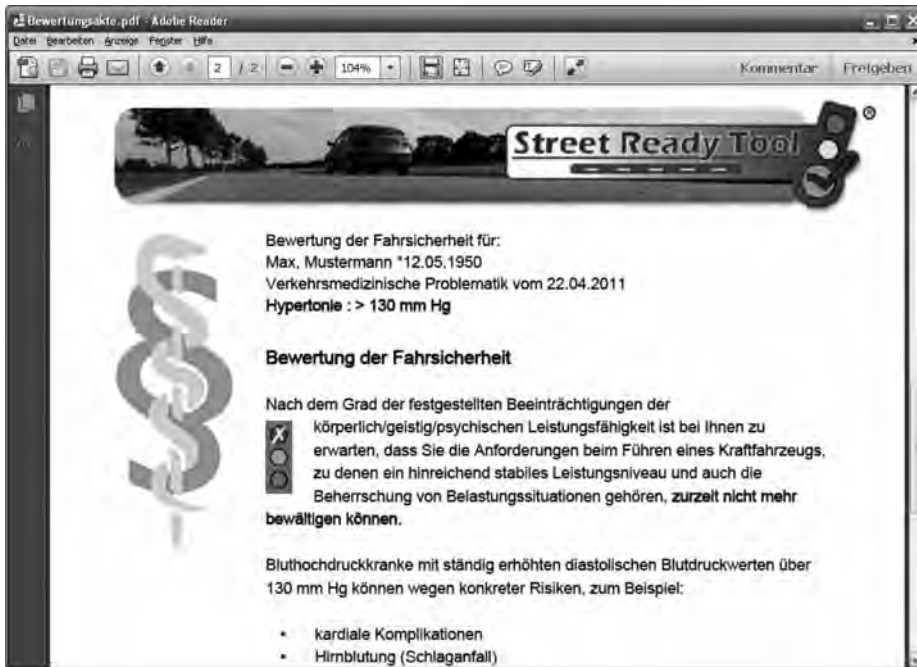 Bewertungsakte.pdf - Adobe Reader
Datei Bearbeiten Anzeige Fenster Hilfe
2 / 2 104% Kommentar Freigeben
Street Ready Tool ®
Bewertung der Fahrsicherheit für:
Max, Mustermann *12.05.1950
Verkehrsmedizinische Problematik vom 22.04.2011
Hypertonie : > 130 mm Hg
Bewertung der Fahrsicherheit
Nach dem Grad der festgestellten Beeinträchtigungen der
körperlich/geistig/psychischen Leistungsfähigkeit ist bei Ihnen zu
erwarten, dass Sie die Anforderungen beim Führen eines Kraftfahrzeugs,
zu denen ein hinreichend stabiles Leistungsniveau und auch die
Beherrschung von Belastungssituationen gehören, zurzeit nicht mehr
bewältigen können.
Bluthochdruckkranke mit ständig erhöhten diastolischen Blutdruckwerten über
130 mm Hg können wegen konkreter Risiken, zum Beispiel:
• kardiale Komplikationen
• Hirnblutung (Schlaganfall)